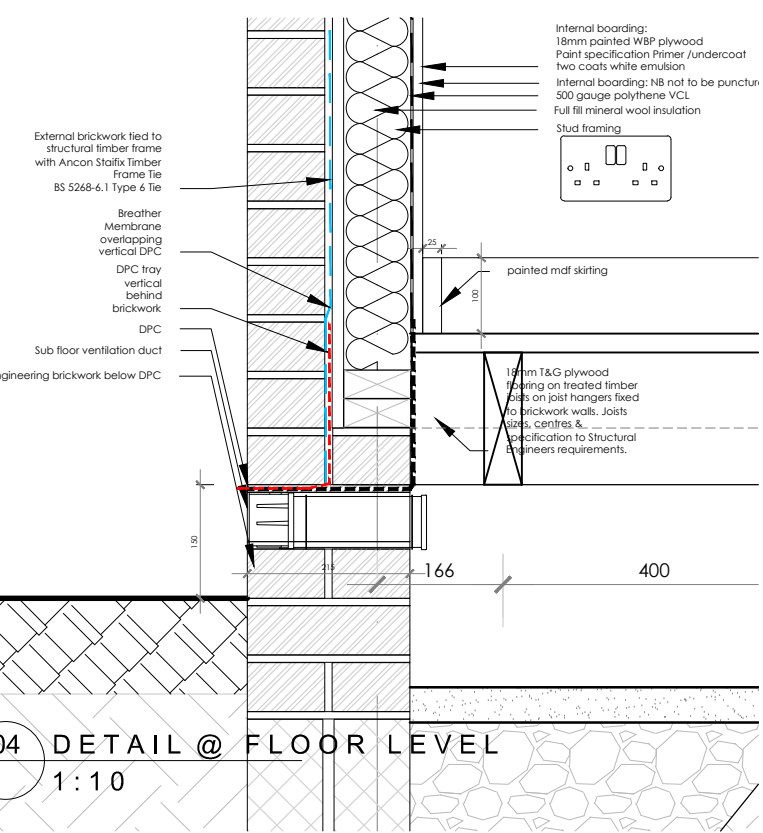 Internal boarding:
18mm painted WBP plywood
Paint specification Primer /undercoat
two coats white emulsion
Internal boarding: NB not to be puncture
500 gauge polythene VCL
Full fill mineral wool insulation
Stud framing
External brickwork tied to
structural timber frame
with Ancon Staifix Timber
Frame Tie
BS 5268-6.1 Type 6 Tie
Breather
Membrane
overlapping
vertical DPC
DPC tray
vertical
behind
brickwork
DPC
Sub floor ventilation duct
ngineering brickwork below DPC
25
100
painted mdf skirting
18mm T&G plywood
flooring on treated timber
joists on joist hangers fixed
to brickwork walls. Joists
sizes, centres &
specification to Structural
Engineers requirements.
150
215
166
400
04
DETAIL @ FLOOR LEVEL
1:10